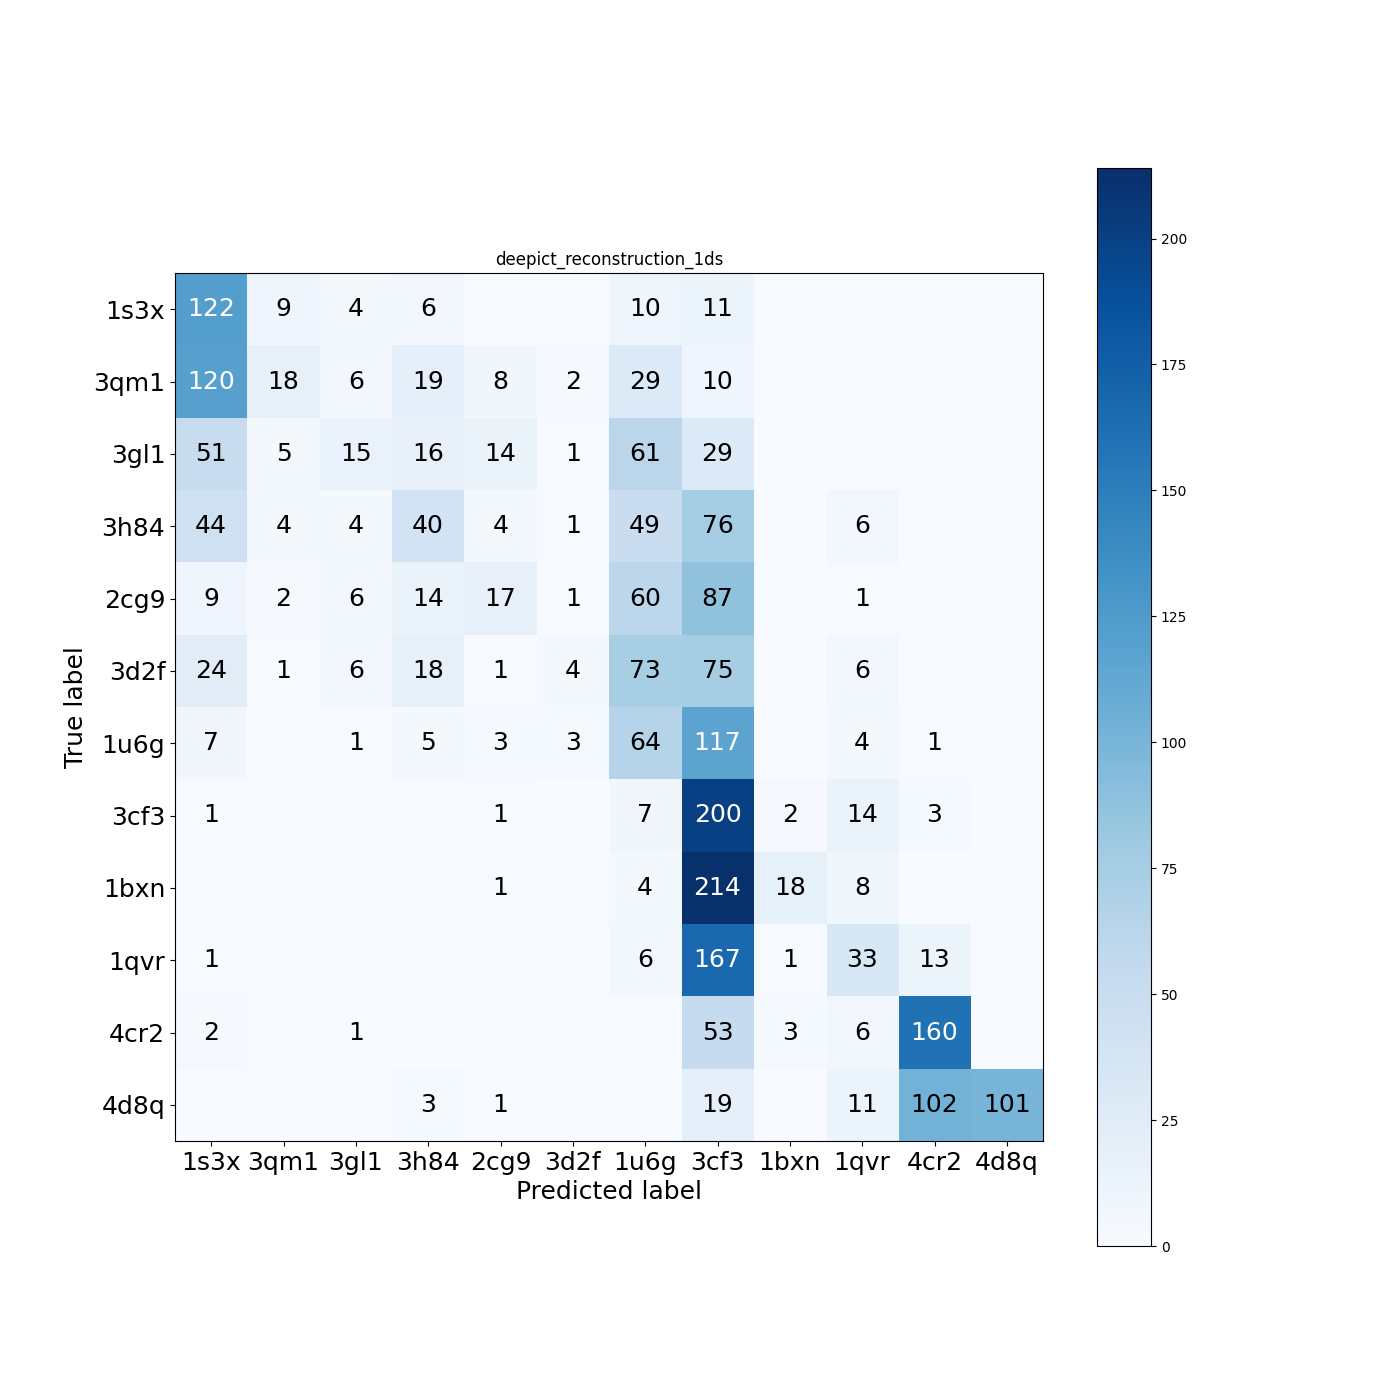 deepict_reconstruction_1ds
1s3x 122 9 4 6 10 11
3qm1 120 18 6 19 8 2 29 10
3gl1 51 5 15 16 14 1 61 29
3h84 44 4 4 40 4 1 49 76 6
2cg9 9 2 6 14 17 1 60 87 1
3d2f 24 1 6 18 1 4 73 75 6
1u6g 7 1 5 3 3 64 117 4 1
3cf3 1 1 7 200 2 14 3
1bxn 1 4 214 18 8
1qvr 1 6 167 1 33 13
4cr2 2 1 53 3 6 160
4d8q 3 1 19 11 102 101
1s3x 3qm1 3gl1 3h84 2cg9 3d2f 1u6g 3cf3 1bxn 1qvr 4cr2 4d8q
Predicted label
True label
200
175
150
125
100
75
50
25
0